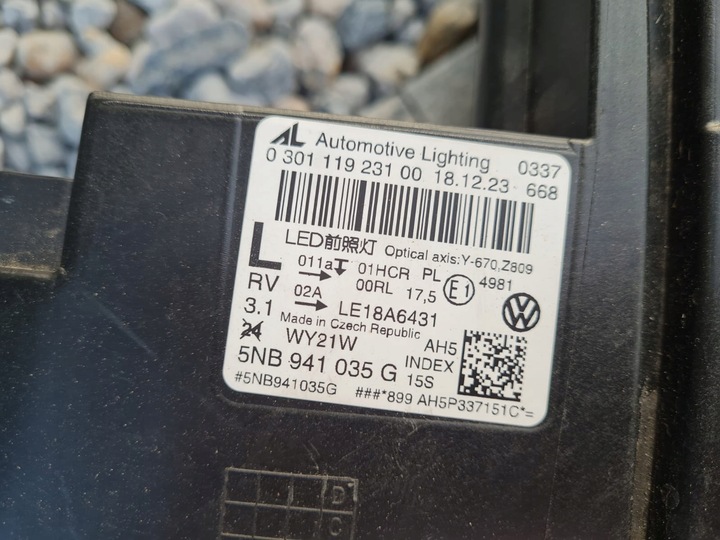 AL Automotive Lighting 0337
0 301 119 231 00 18.12.23 668
L LED前照灯 Optical axis:Y-670,Z809
011a 01HCR PL E1 4981
RV 02A 00RL 17,5
3.1 LE18A6431
24 Made in Czech Republic
WY21W AH5
5NB 941 035 G INDEX
#5NB941035G 15S
###*899 AH5P337151C*=
D
C